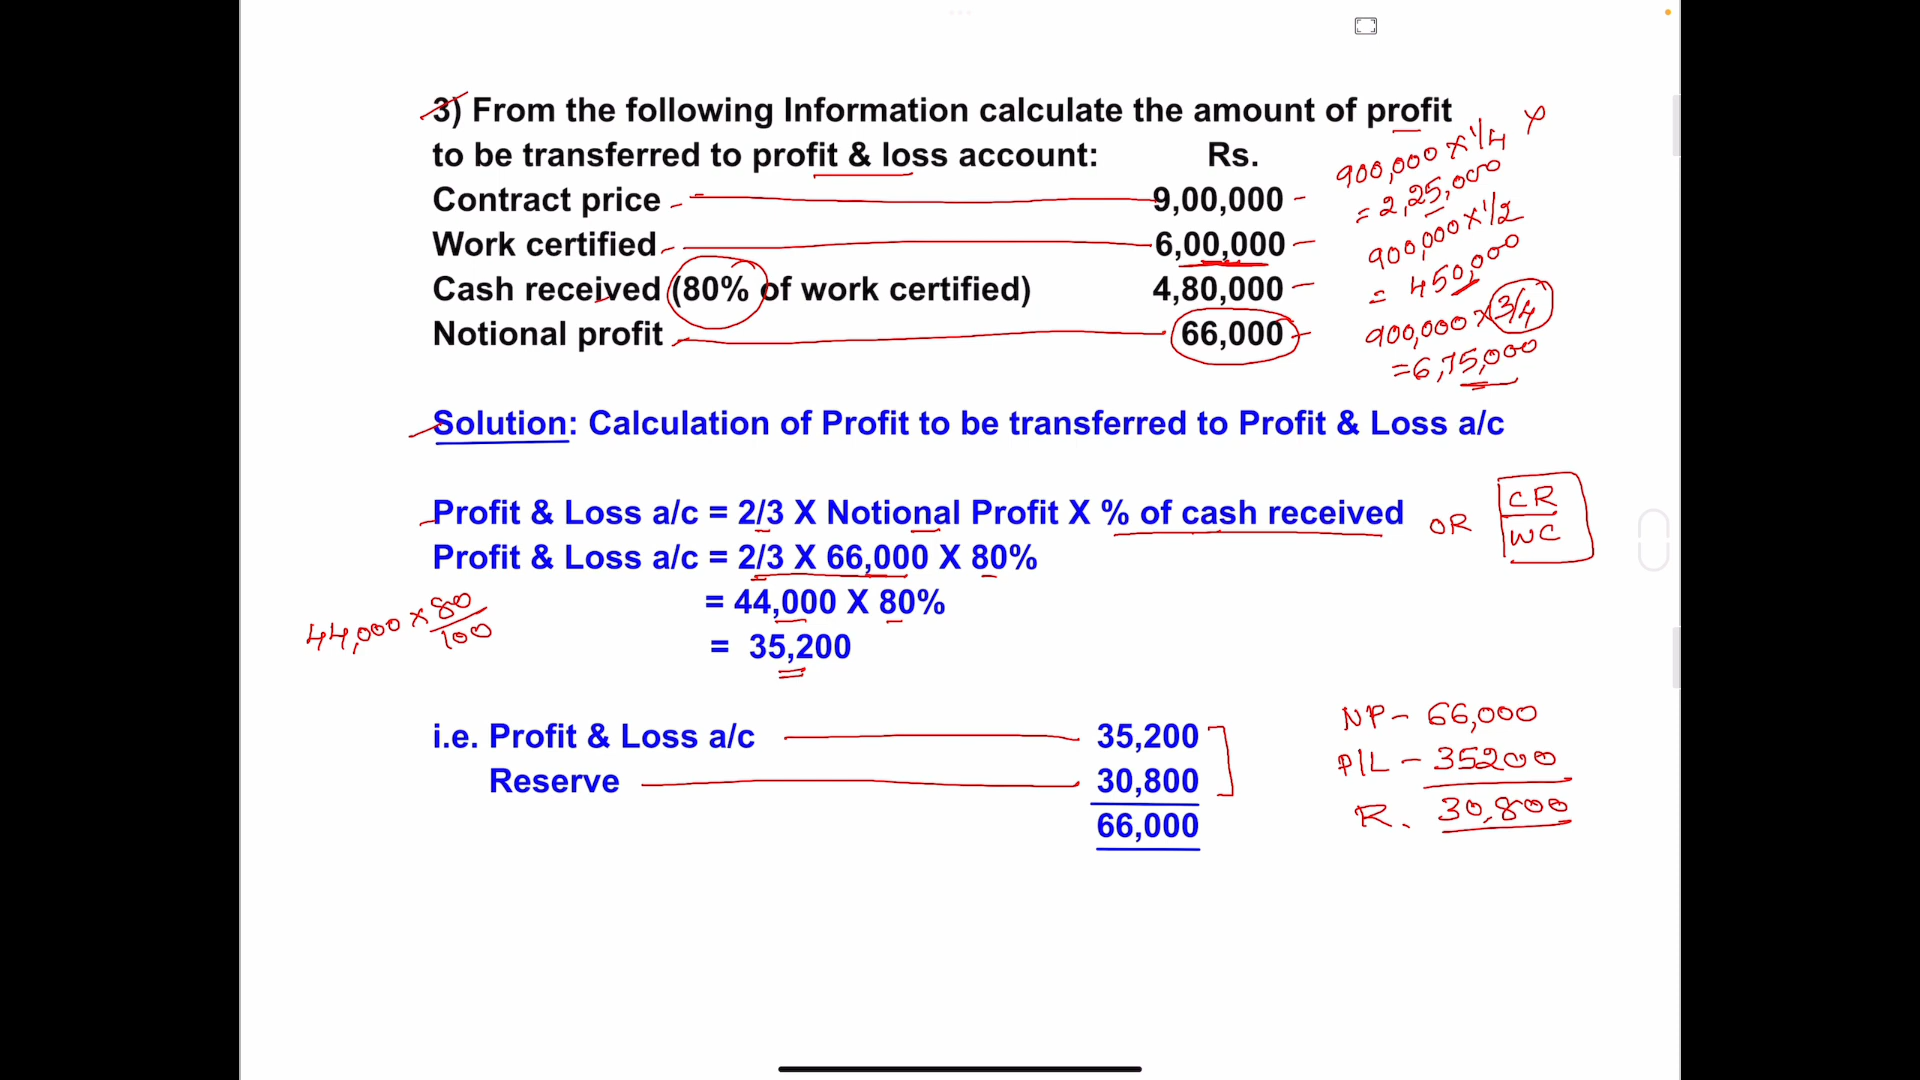 3) From the following Information calculate the amount of profit
to be transferred to profit & loss account: Rs.
Contract price 9,00,000
Work certified 6,00,000
Cash received (80% of work certified) 4,80,000
Notional profit 66,000
900,000 x 1/4
= 2,25,000
900,000 x 1/2
= 450,000
900,000 x 3/4
= 6,75,000
Solution: Calculation of Profit to be transferred to Profit & Loss a/c
Profit & Loss a/c = 2/3 X Notional Profit X % of cash received OR CR
WC
Profit & Loss a/c = 2/3 X 66,000 X 80%
= 44,000 X 80%
44,000 x 80
100
= 35,200
i.e. Profit & Loss a/c 35,200
Reserve 30,800
66,000
NP - 66,000
P/L - 35200
R. 30,800